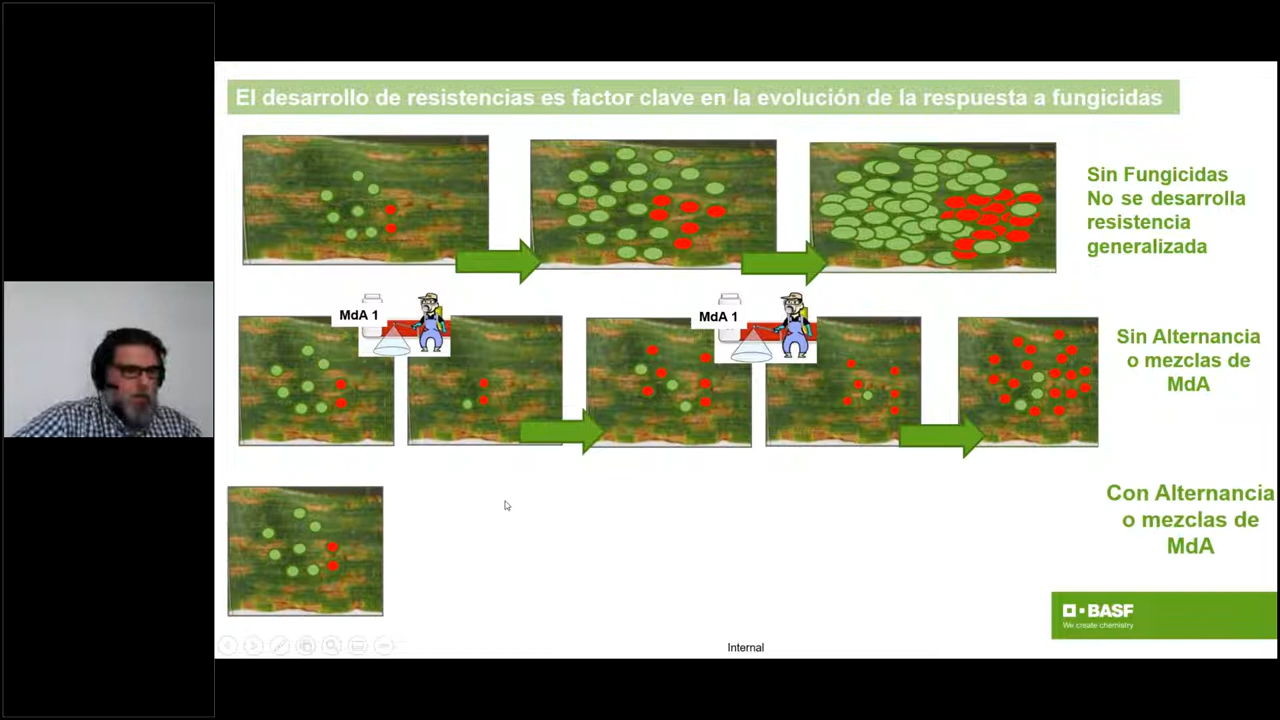 El desarrollo de resistencias es factor clave en la evolución de la respuesta a fungicidas
Sin Fungicidas
No se desarrolla
resistencia
generalizada
MdA 1
MdA 1
Sin Alternancia
o mezclas de
MdA
Con Alternancia
o mezclas de
MdA
BASF
We create chemistry
Internal